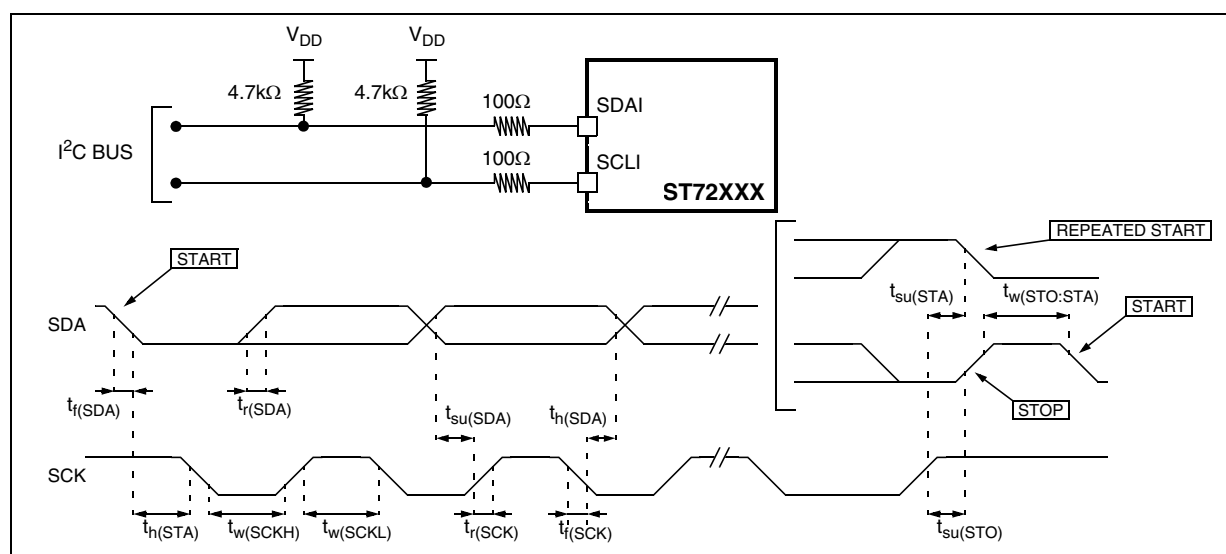 V_DD V_DD
4.7kΩ 4.7kΩ
100Ω
SDAI
I²C BUS
100Ω
SCLI
ST72XXX
REPEATED START
START
t_su(STA) t_w(STO:STA)
START
SDA
STOP
t_f(SDA) t_r(SDA) t_su(SDA) t_h(SDA)
SCK
t_h(STA) t_w(SCKH) t_w(SCKL) t_r(SCK) t_f(SCK) t_su(STO)